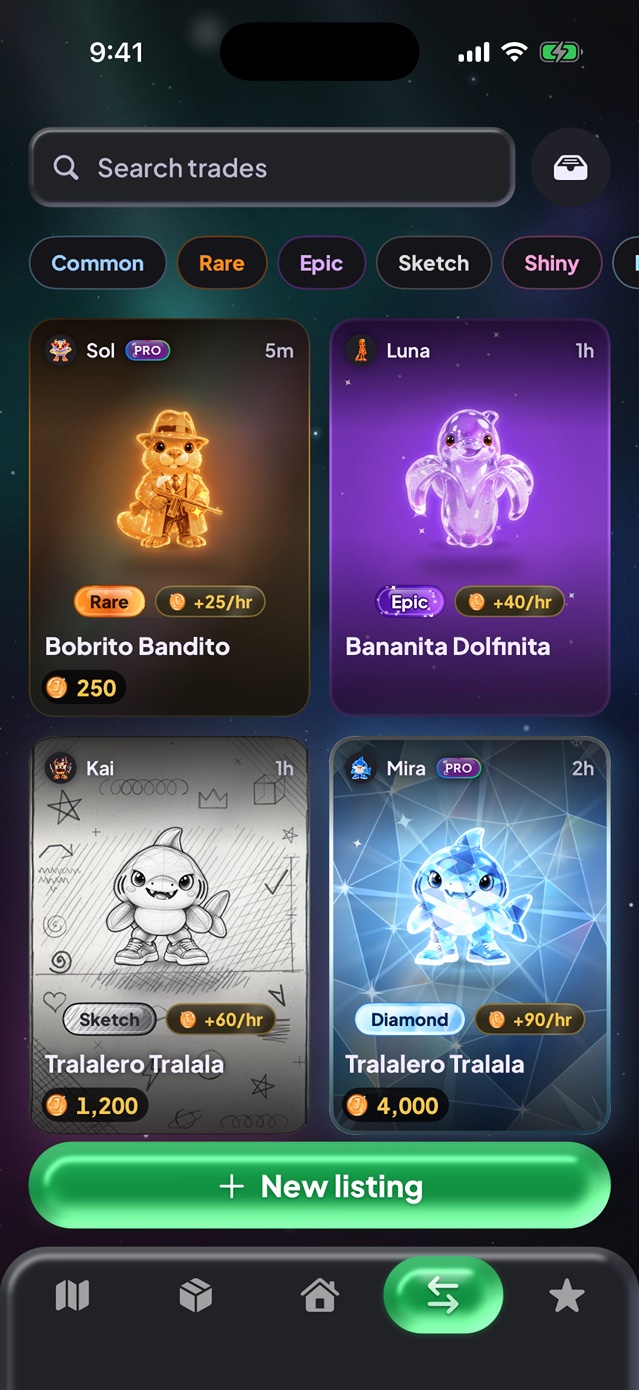 9:41
Search trades
Common Rare Epic Sketch Shiny
Sol PRO 5m
Rare +25/hr
Bobrito Bandito
250
Luna 1h
Epic +40/hr
Bananita Dolfinita
Kai 1h
Sketch +60/hr
Tralalero Tralala
1,200
Mira PRO 2h
Diamond +90/hr
Tralalero Tralala
4,000
+ New listing